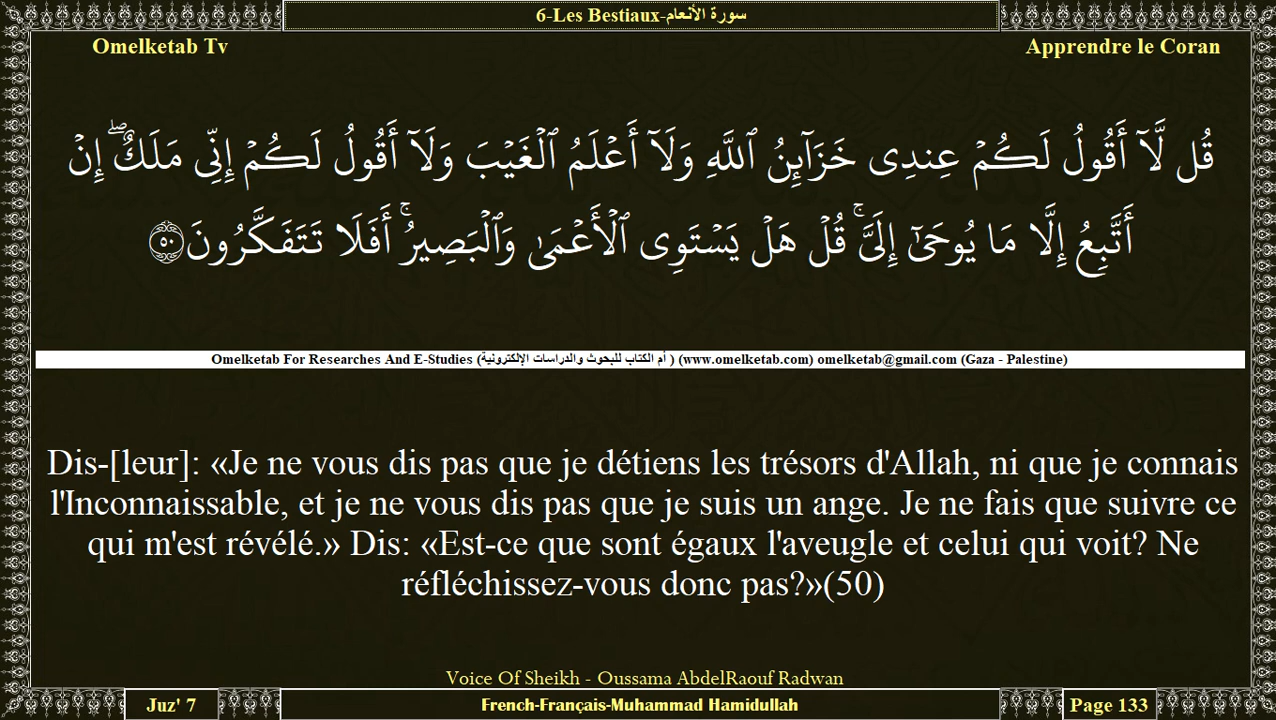 6-Les Bestiaux-سورة الأنعام
Omelketab Tv
Apprendre le Coran
قُل لَّآ أَقُولُ لَكُمۡ عِندِى خَزَآئِنُ ٱللَّهِ وَلَآ أَعۡلَمُ ٱلۡغَيۡبَ وَلَآ أَقُولُ لَكُمۡ إِنِّى مَلَكٌۖ إِنۡ
أَتَّبِعُ إِلَّا مَا يُوحَىٰٓ إِلَىَّۚ قُلۡ هَلۡ يَسۡتَوِى ٱلۡأَعۡمَىٰ وَٱلۡبَصِيرُۚ أَفَلَا تَتَفَكَّرُونَ ٥٠
Omelketab For Researches And E-Studies (أم الكتاب للبحوث والدراسات الإلكترونية ) (www.omelketab.com) omelketab@gmail.com (Gaza - Palestine)
Dis-[leur]: «Je ne vous dis pas que je détiens les trésors d'Allah, ni que je connais
l'Inconnaissable, et je ne vous dis pas que je suis un ange. Je ne fais que suivre ce
qui m'est révélé.» Dis: «Est-ce que sont égaux l'aveugle et celui qui voit? Ne
réfléchissez-vous donc pas?»(50)
Voice Of Sheikh - Oussama AbdelRaouf Radwan
Juz' 7
French-Français-Muhammad Hamidullah
Page 133